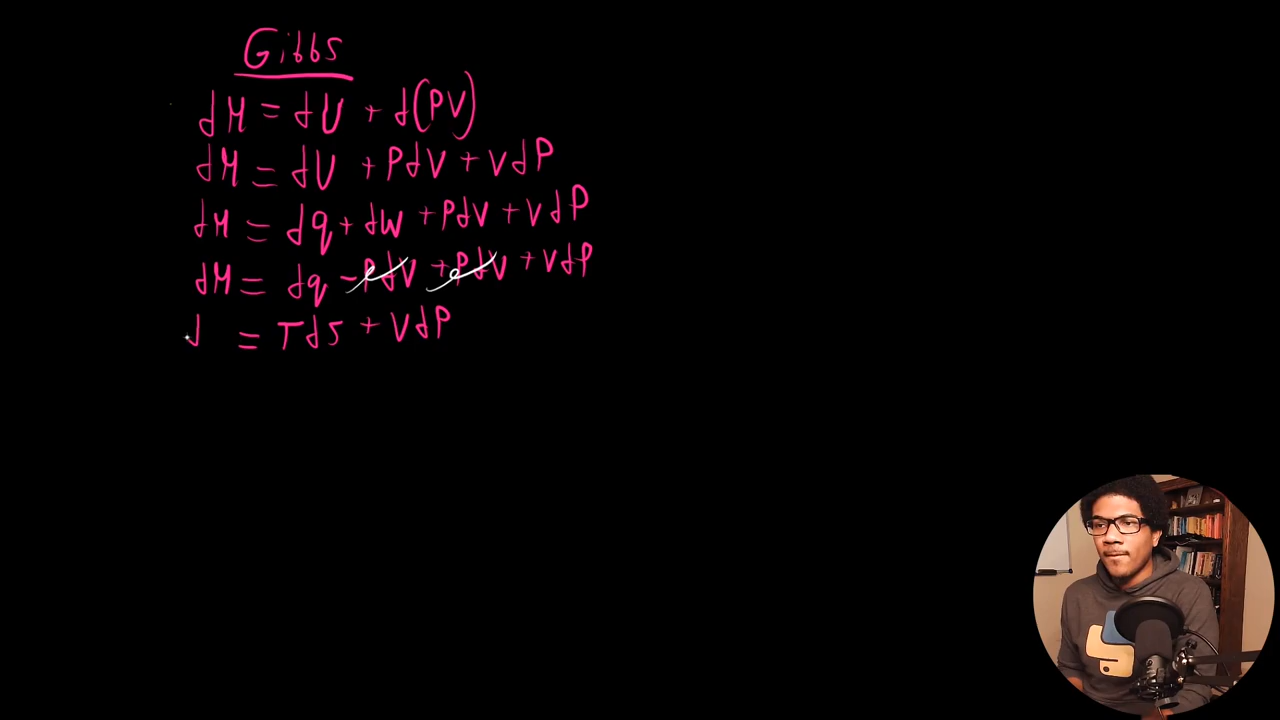 Gibbs
dH = dU + d(PV)
dH = dU + PdV + VdP
dH = dq + dw + PdV + VdP
dH = dq - PdV + PdV + VdP
d = TdS + VdP